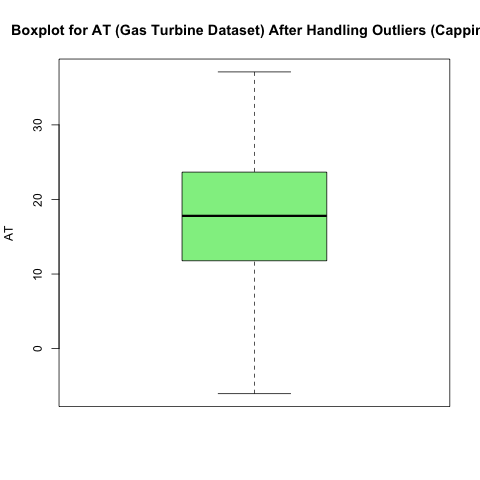 Boxplot for AT (Gas Turbine Dataset) After Handling Outliers (Cappin
30
20
AT
10
0